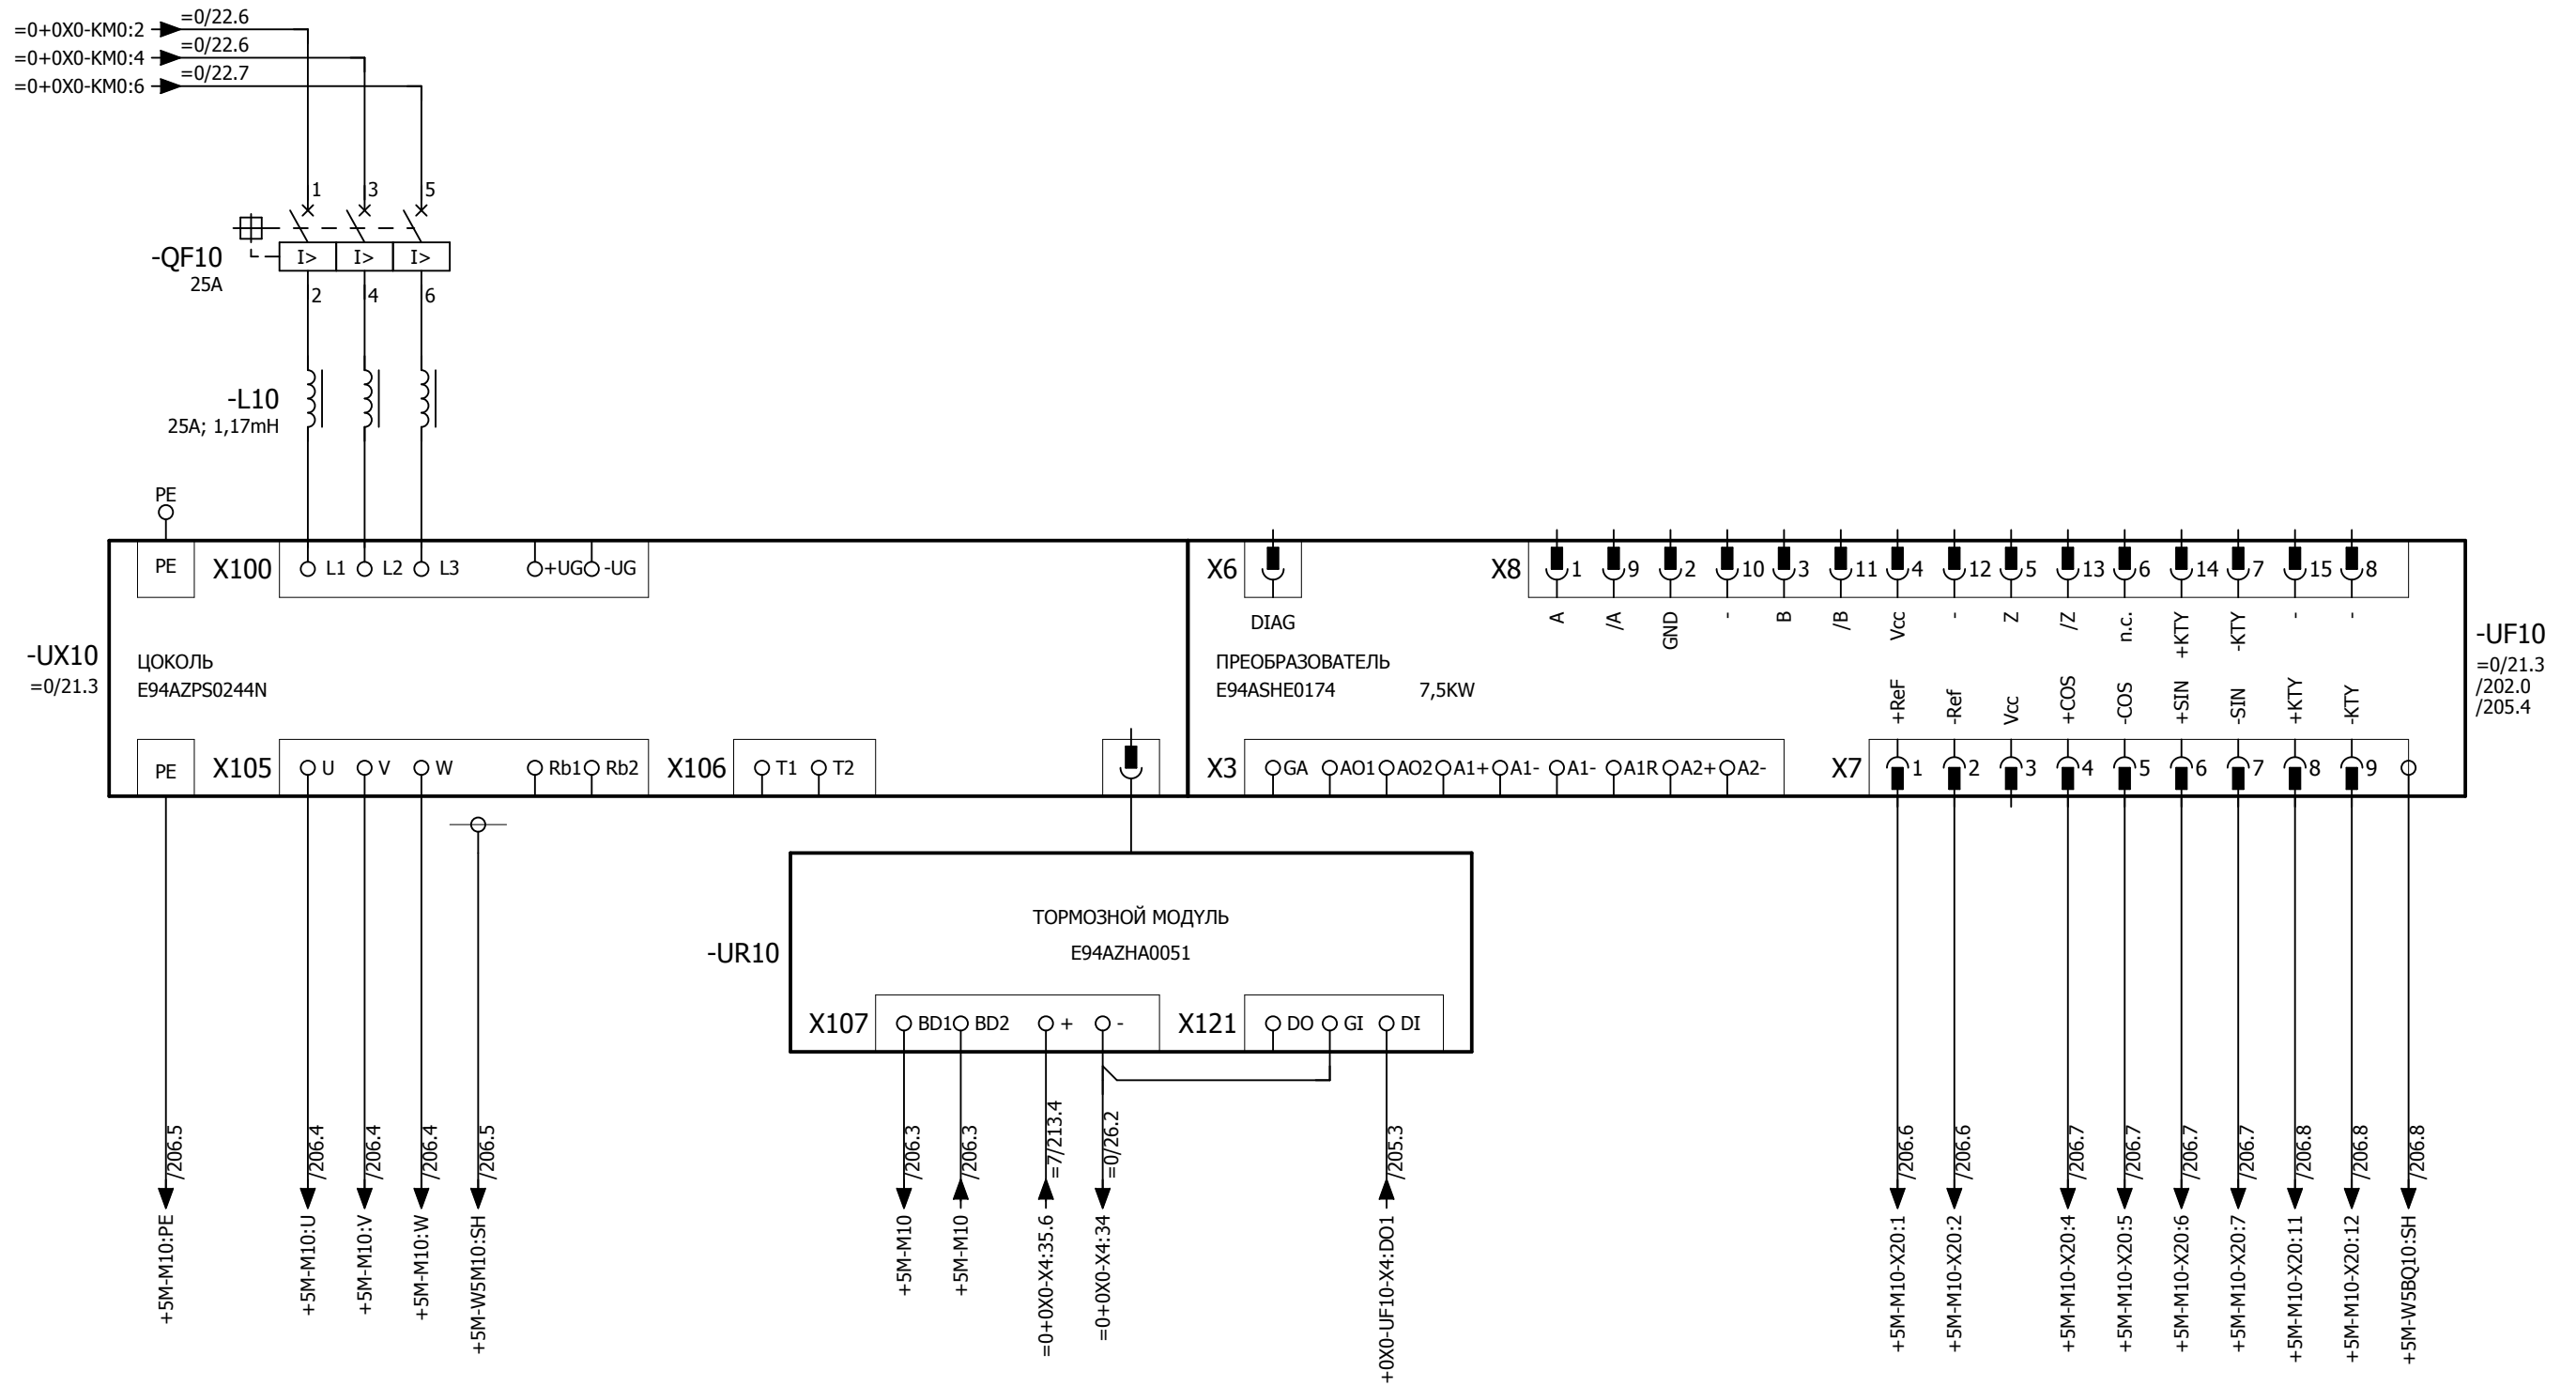 =0/22.6
=0+0X0-KM0:2
=0/22.6
=0+0X0-KM0:4
=0/22.7
=0+0X0-KM0:6
1 3 5
-QF10
25A
I> I> I>
2 4 6
-L10
25A; 1,17mH
PE
PE X100 L1 L2 L3 +UG -UG
X6
X8 1 9 2 10 3 11 4 12 5 13 6 14 7 15 8
DIAG
A /A GND - B /B Vcc - Z /Z n.c. +KTY -KTY - -
-UX10
=0/21.3
ЦОКОЛЬ
E94AZPS0244N
ПРЕОБРАЗОВАТЕЛЬ
E94ASHE0174 7,5KW
-UF10
=0/21.3
/202.0
/205.4
+ReF -Ref Vcc +COS -COS +SIN -SIN +KTY -KTY
PE X105 U V W Rb1 Rb2 X106 T1 T2
X3 GA AO1 AO2 A1+ A1- A1- A1R A2+ A2-
X7 1 2 3 4 5 6 7 8 9
ТОРМОЗНОЙ МОДУЛЬ
-UR10
E94AZHA0051
X107 BD1 BD2 + - X121 DO GI DI
/206.5 /206.4 /206.4 /206.4 /206.5 /206.3 /206.3 =7/213.4 =0/26.2 /205.3 /206.6 /206.6 /206.7 /206.7 /206.7 /206.7 /206.8 /206.8 /206.8
+5M-M10:PE
+5M-M10:U
+5M-M10:V
+5M-M10:W
+5M-W5M10:SH
+5M-M10
+5M-M10
=0+0X0-X4:35.6
=0+0X0-X4:34
+0X0-UF10-X4:DO1
+5M-M10-X20:1
+5M-M10-X20:2
+5M-M10-X20:4
+5M-M10-X20:5
+5M-M10-X20:6
+5M-M10-X20:7
+5M-M10-X20:11
+5M-M10-X20:12
+5M-W5BQ10:SH